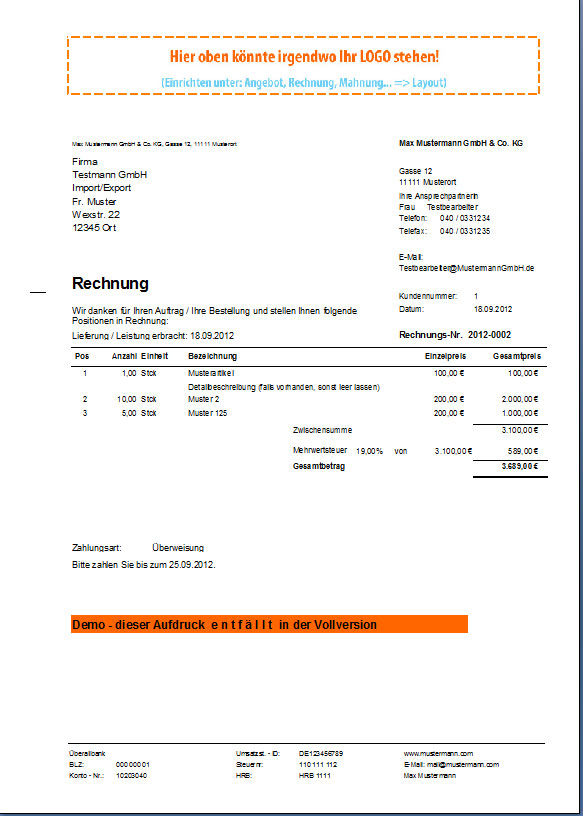 Hier oben könnte irgendwo Ihr LOGO stehen!
(Einrichten unter: Angebot, Rechnung, Mahnung... => Layout)
Max Mustermann GmbH & Co. KG, Gasse 12, 11111 Musterort
Max Mustermann GmbH & Co. KG
Firma
Testmann GmbH
Import/Export
Fr. Muster
Wexstr. 22
12345 Ort
Gasse 12
11111 Musterort
Ihre Ansprechpartnerin
Frau Testbearbeiter
Telefon: 040 / 0331234
Telefax: 040 / 0331235
E-Mail:
Testbearbeiter@MustermannGmbH.de
Rechnung
Kundennummer: 1
Datum: 18.09.2012
Wir danken für Ihren Auftrag / Ihre Bestellung und stellen Ihnen folgende
Positionen in Rechnung:
Lieferung / Leistung erbracht: 18.09.2012
Rechnungs-Nr. 2012-0002
Pos Anzahl Einheit Bezeichnung Einzelpreis Gesamtpreis
1 1,00 Stck Musterartikel 100,00 € 100,00 €
Detailbeschreibung (falls vorhanden, sonst leer lassen)
2 10,00 Stck Muster 2 200,00 € 2.000,00 €
3 5,00 Stck Muster 125 200,00 € 1.000,00 €
Zwischensumme 3.100,00 €
Mehrwertsteuer 19,00% von 3.100,00 € 589,00 €
Gesamtbetrag 3.689,00 €
Zahlungsart: Überweisung
Bitte zahlen Sie bis zum 25.09.2012.
Demo - dieser Aufdruck e n t f ä l l t in der Vollversion
Überallbank Umsatzst. - ID: DE123456789 www.mustermann.com
BLZ: 00000001 Steuernr: 110 111 112 E-Mail: mail@mustermann.com
Konto - Nr.: 10203040 HRB: HRB 1111 Max Mustermann